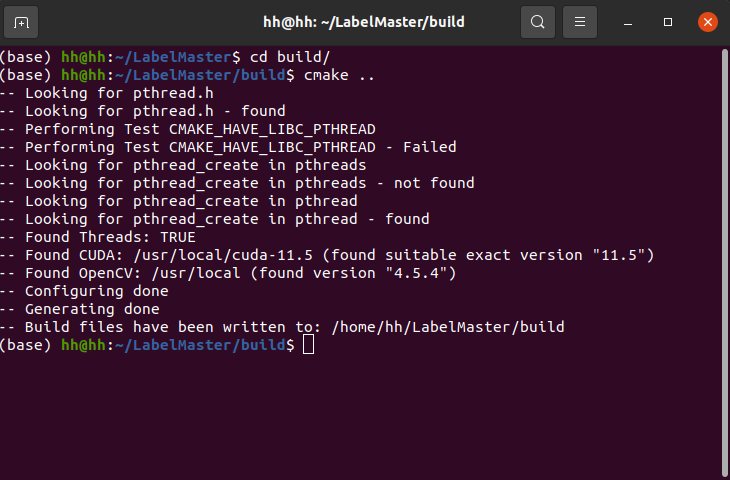 hh@hh: ~/LabelMaster/build
(base) hh@hh:~/LabelMaster$ cd build/
(base) hh@hh:~/LabelMaster/build$ cmake ..
-- Looking for pthread.h
-- Looking for pthread.h - found
-- Performing Test CMAKE_HAVE_LIBC_PTHREAD
-- Performing Test CMAKE_HAVE_LIBC_PTHREAD - Failed
-- Looking for pthread_create in pthreads
-- Looking for pthread_create in pthreads - not found
-- Looking for pthread_create in pthread
-- Looking for pthread_create in pthread - found
-- Found Threads: TRUE
-- Found CUDA: /usr/local/cuda-11.5 (found suitable exact version "11.5")
-- Found OpenCV: /usr/local (found version "4.5.4")
-- Configuring done
-- Generating done
-- Build files have been written to: /home/hh/LabelMaster/build
(base) hh@hh:~/LabelMaster/build$